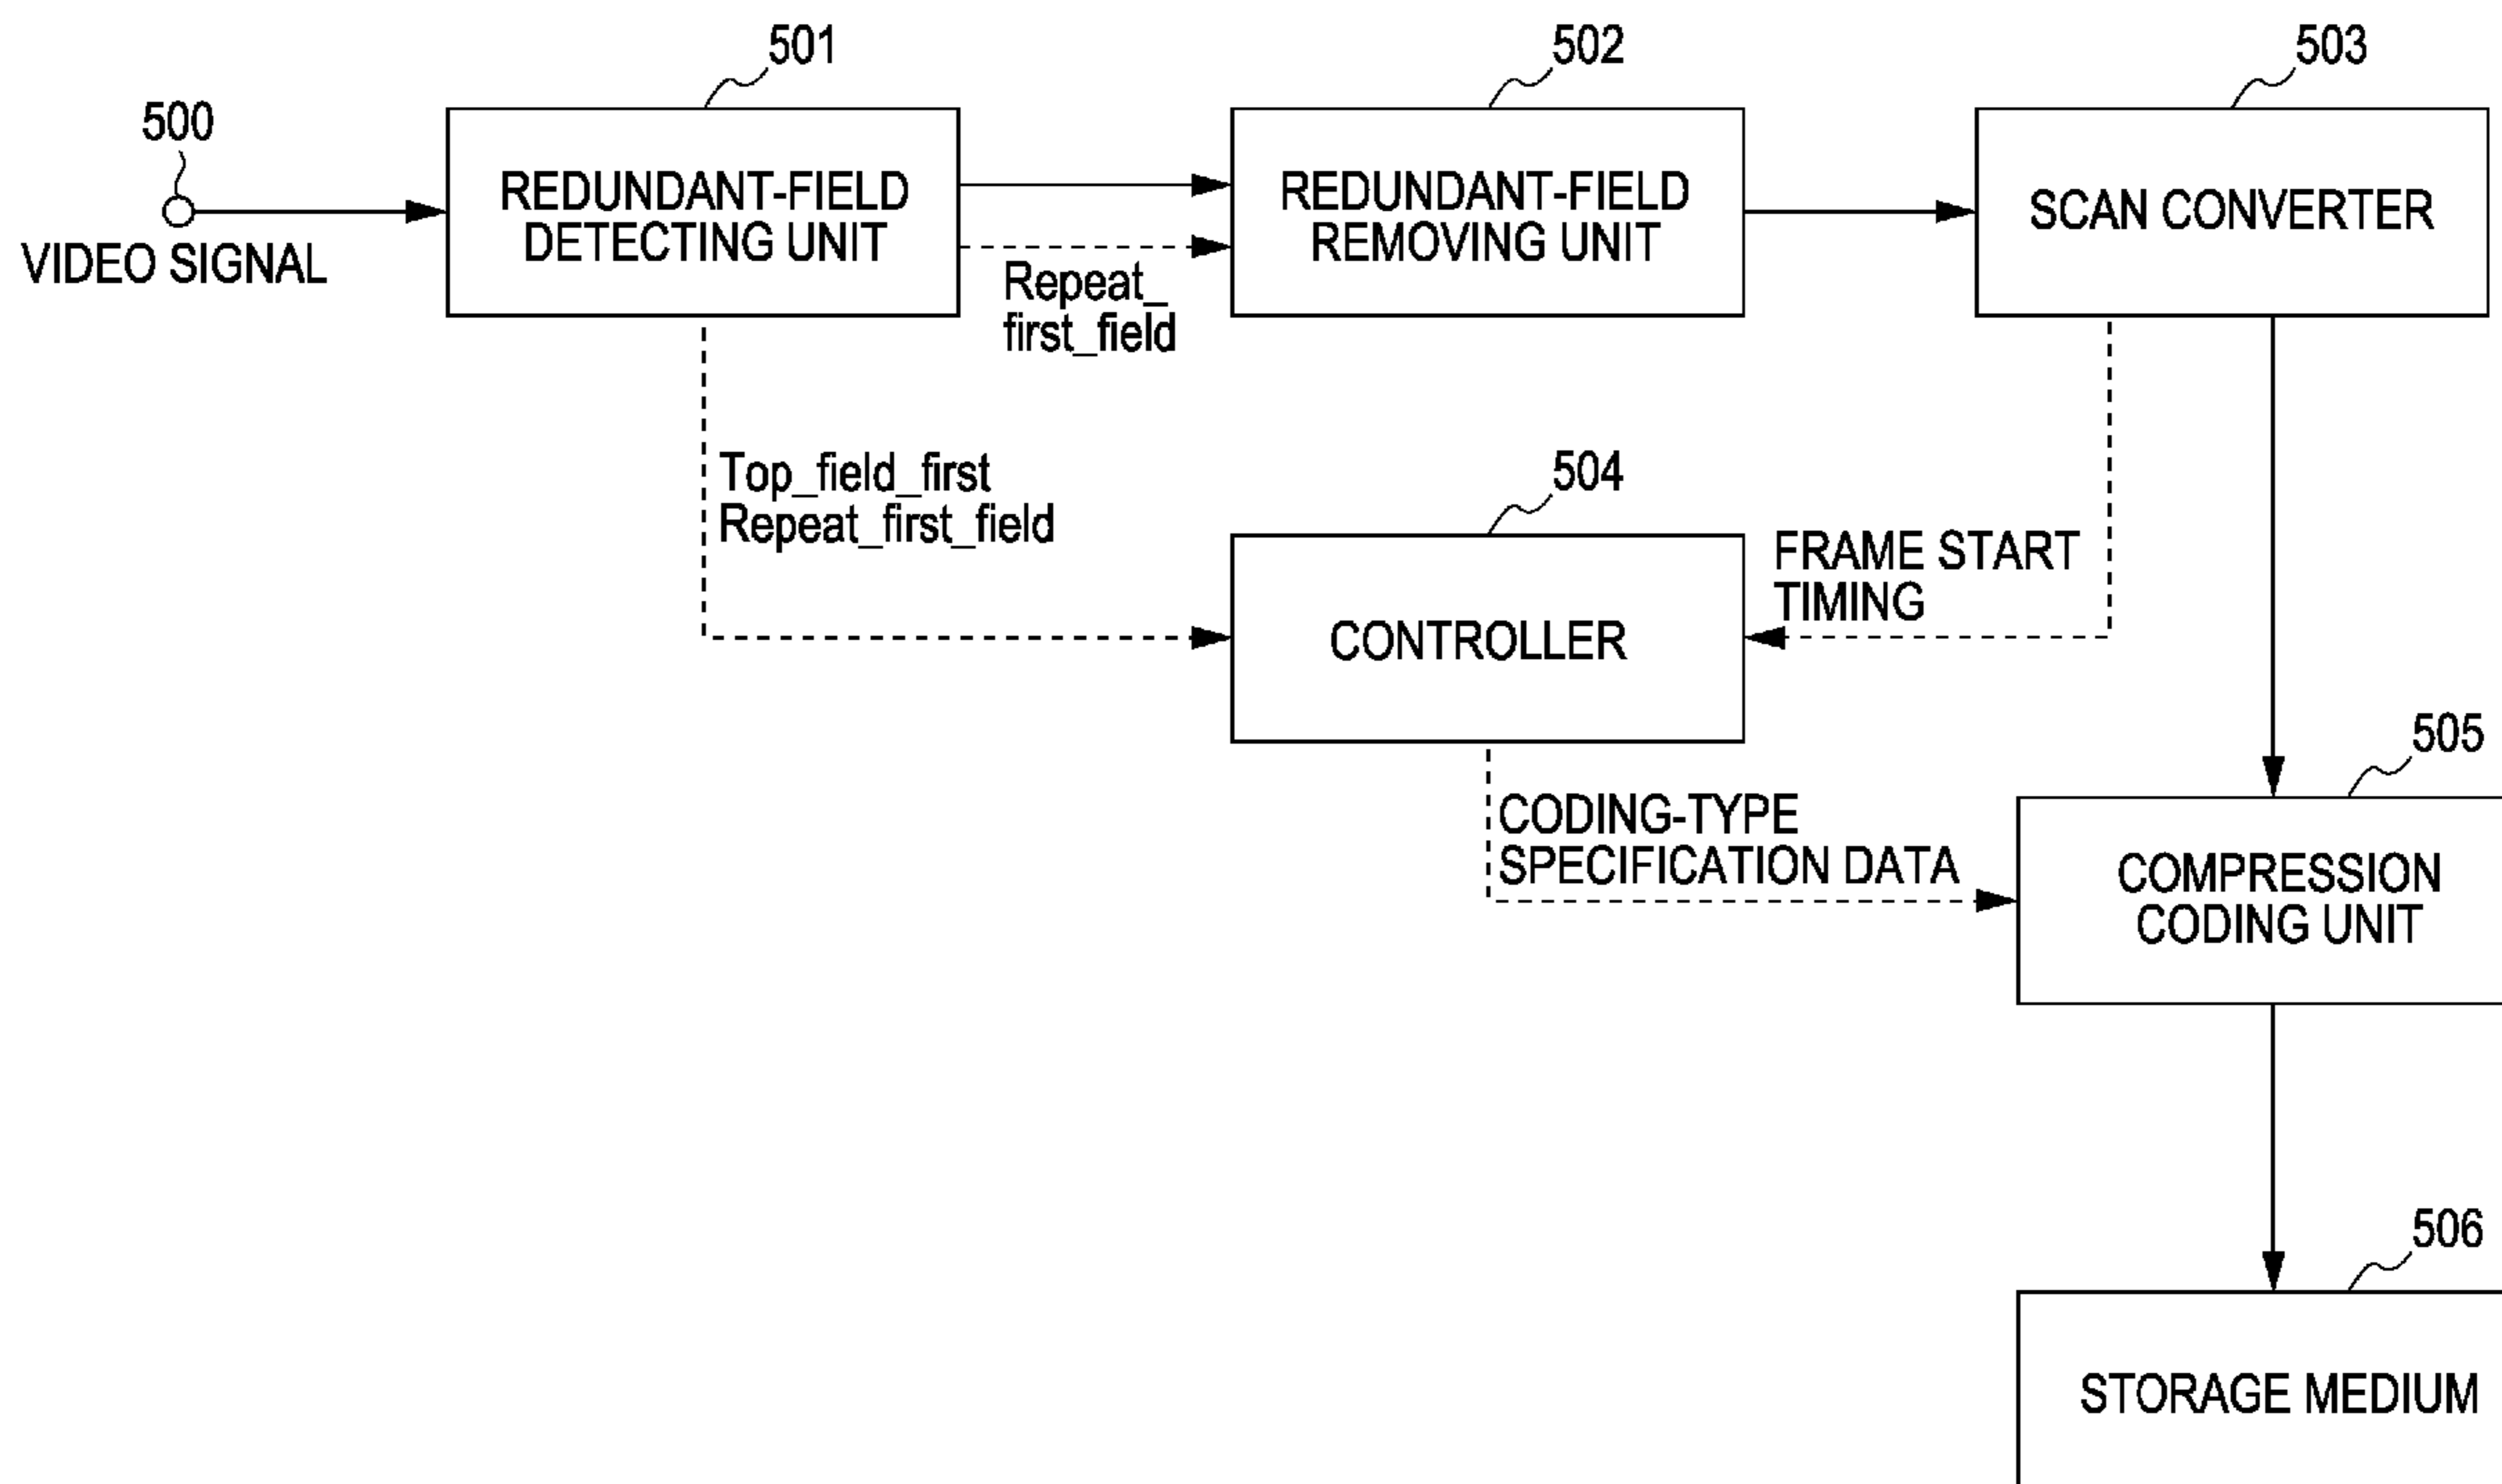 501
502
503
500
REDUNDANT-FIELD
DETECTING UNIT
REDUNDANT-FIELD
REMOVING UNIT
SCAN CONVERTER
VIDEO SIGNAL
Repeat_
first_field
Top_field_first
Repeat_first_field
504
FRAME START
TIMING
CONTROLLER
505
CODING-TYPE
SPECIFICATION DATA
COMPRESSION
CODING UNIT
506
STORAGE MEDIUM